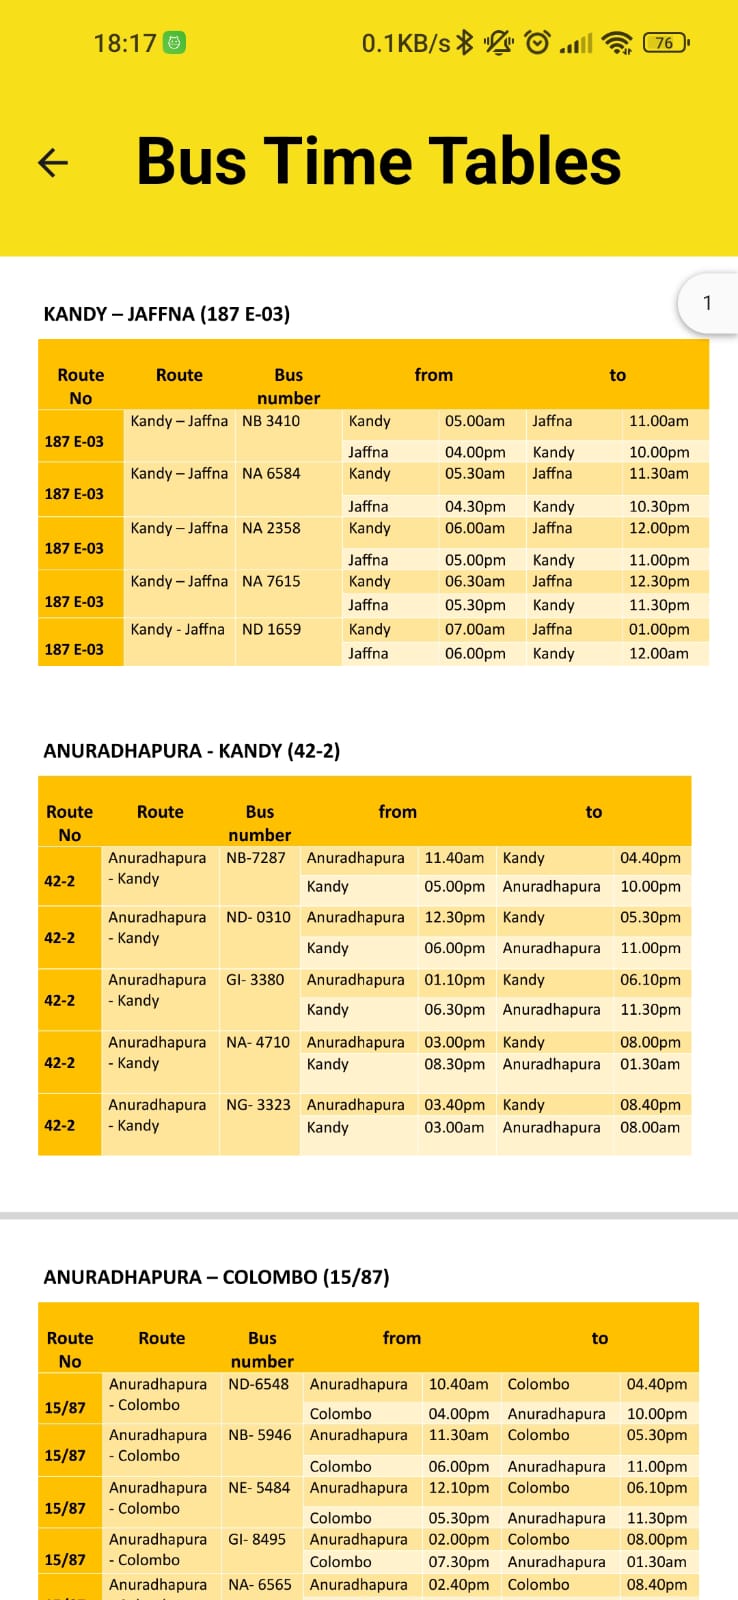 18:17 0.1KB/s 76
Bus Time Tables
1
KANDY – JAFFNA (187 E-03)
Route Route Bus from to
No number
Kandy – Jaffna NB 3410 Kandy 05.00am Jaffna 11.00am
187 E-03
Jaffna 04.00pm Kandy 10.00pm
Kandy – Jaffna NA 6584 Kandy 05.30am Jaffna 11.30am
187 E-03
Jaffna 04.30pm Kandy 10.30pm
Kandy – Jaffna NA 2358 Kandy 06.00am Jaffna 12.00pm
187 E-03
Jaffna 05.00pm Kandy 11.00pm
Kandy – Jaffna NA 7615 Kandy 06.30am Jaffna 12.30pm
187 E-03
Jaffna 05.30pm Kandy 11.30pm
Kandy - Jaffna ND 1659 Kandy 07.00am Jaffna 01.00pm
187 E-03
Jaffna 06.00pm Kandy 12.00am
ANURADHAPURA - KANDY (42-2)
Route Route Bus from to
No number
Anuradhapura NB-7287 Anuradhapura 11.40am Kandy 04.40pm
42-2 - Kandy
Kandy 05.00pm Anuradhapura 10.00pm
Anuradhapura ND- 0310 Anuradhapura 12.30pm Kandy 05.30pm
42-2 - Kandy
Kandy 06.00pm Anuradhapura 11.00pm
Anuradhapura GI- 3380 Anuradhapura 01.10pm Kandy 06.10pm
42-2 - Kandy
Kandy 06.30pm Anuradhapura 11.30pm
Anuradhapura NA- 4710 Anuradhapura 03.00pm Kandy 08.00pm
42-2 - Kandy Kandy 08.30pm Anuradhapura 01.30am
Anuradhapura NG- 3323 Anuradhapura 03.40pm Kandy 08.40pm
42-2 - Kandy Kandy 03.00am Anuradhapura 08.00am
ANURADHAPURA – COLOMBO (15/87)
Route Route Bus from to
No number
Anuradhapura ND-6548 Anuradhapura 10.40am Colombo 04.40pm
15/87 - Colombo
Colombo 04.00pm Anuradhapura 10.00pm
Anuradhapura NB- 5946 Anuradhapura 11.30am Colombo 05.30pm
15/87 - Colombo
Colombo 06.00pm Anuradhapura 11.00pm
Anuradhapura NE- 5484 Anuradhapura 12.10pm Colombo 06.10pm
15/87 - Colombo
Colombo 05.30pm Anuradhapura 11.30pm
Anuradhapura GI- 8495 Anuradhapura 02.00pm Colombo 08.00pm
15/87 - Colombo Colombo 07.30pm Anuradhapura 01.30am
Anuradhapura NA- 6565 Anuradhapura 02.40pm Colombo 08.40pm